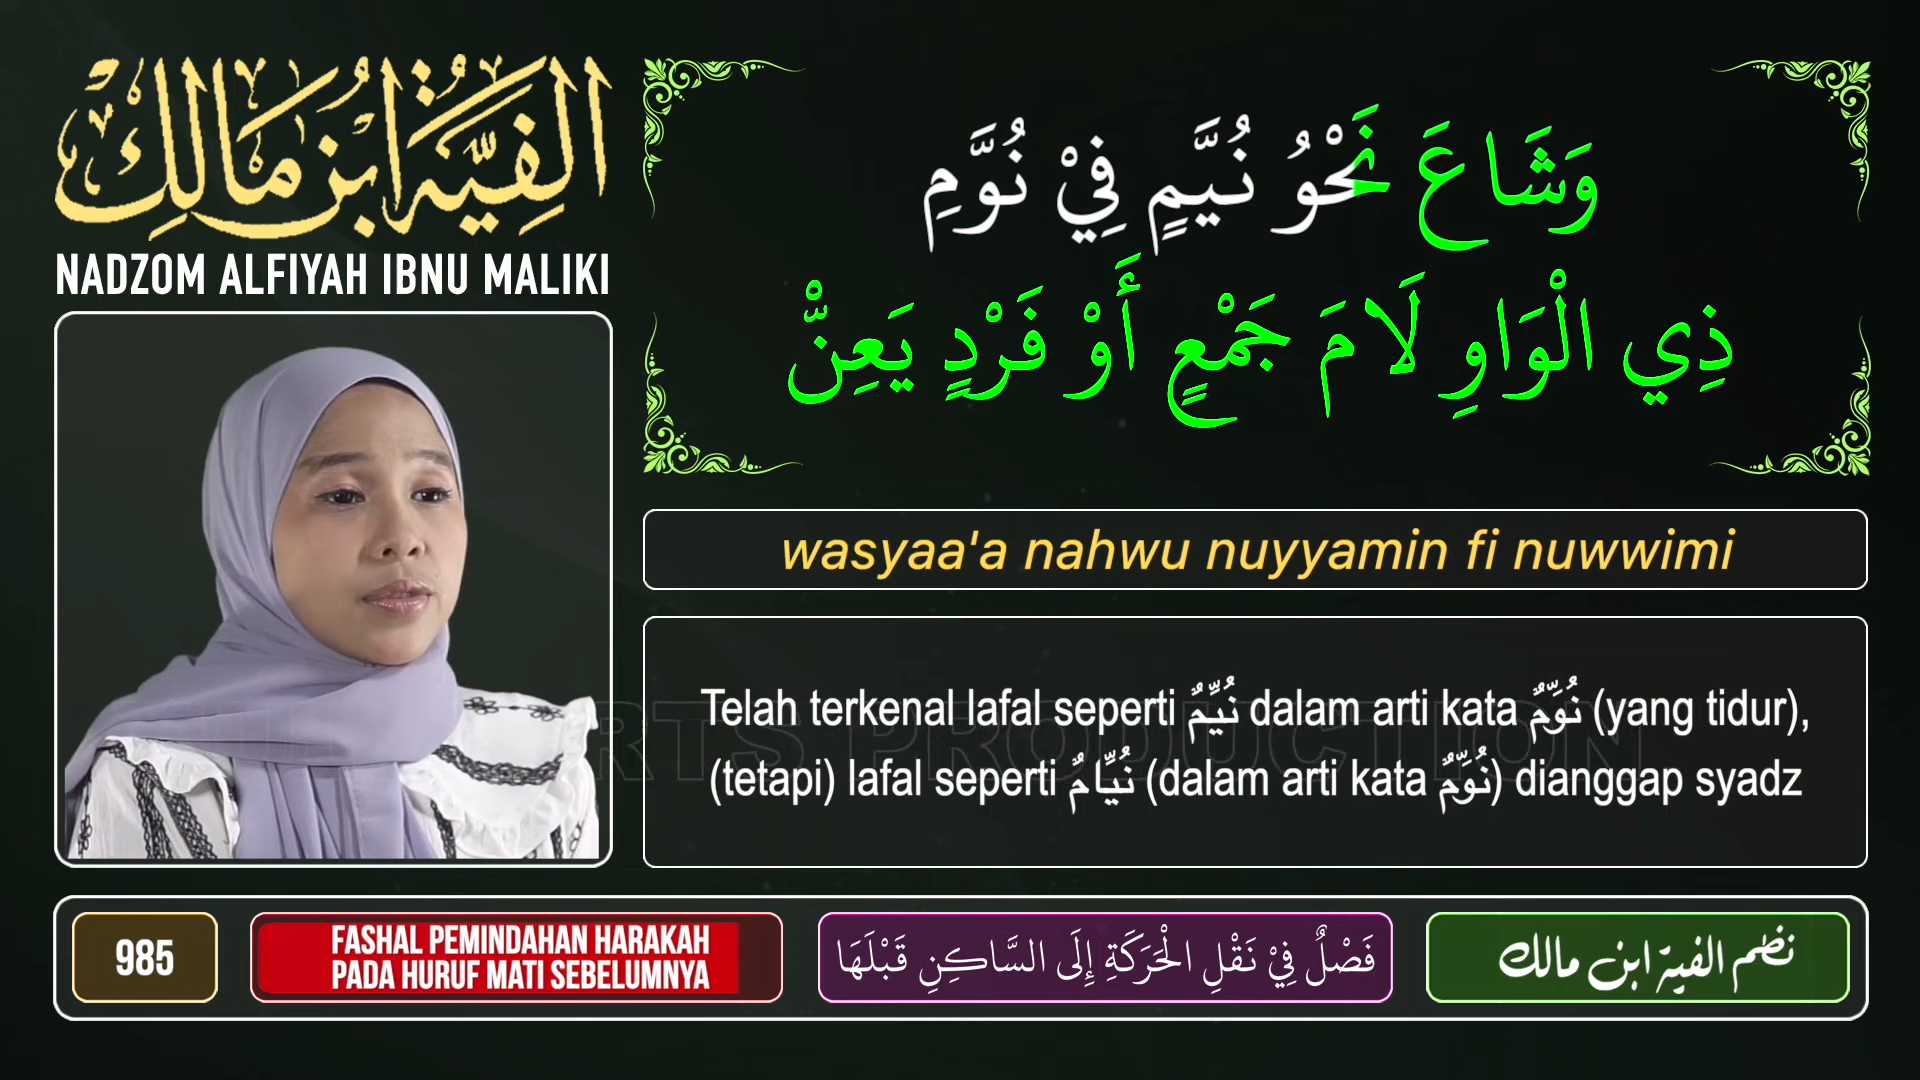 الفية ابن مالك
NADZOM ALFIYAH IBNU MALIKI
وَشَاعَ نَحْوُ نُيَّمٍ فِيْ نُوَّمِ
ذِي الْوَاوِ لَامَ جَمْعٍ أَوْ فَرْدٍ يَعِنّْ
wasyaa'a nahwu nuyyamin fi nuwwimi
Telah terkenal lafal seperti نُيِّمٌ dalam arti kata نُوِّمٌ (yang tidur),
(tetapi) lafal seperti نُيِّامٌ (dalam arti kata نُوِّمٌ) dianggap syadz
RTS PRODUCTION
985
FASHAL PEMINDAHAN HARAKAH
PADA HURUF MATI SEBELUMNYA
فَصْلٌ فِيْ نَقْلِ الْحَرَكَةِ إِلَى السَّاكِنِ قَبْلَهَا
نظم الفية ابن مالك